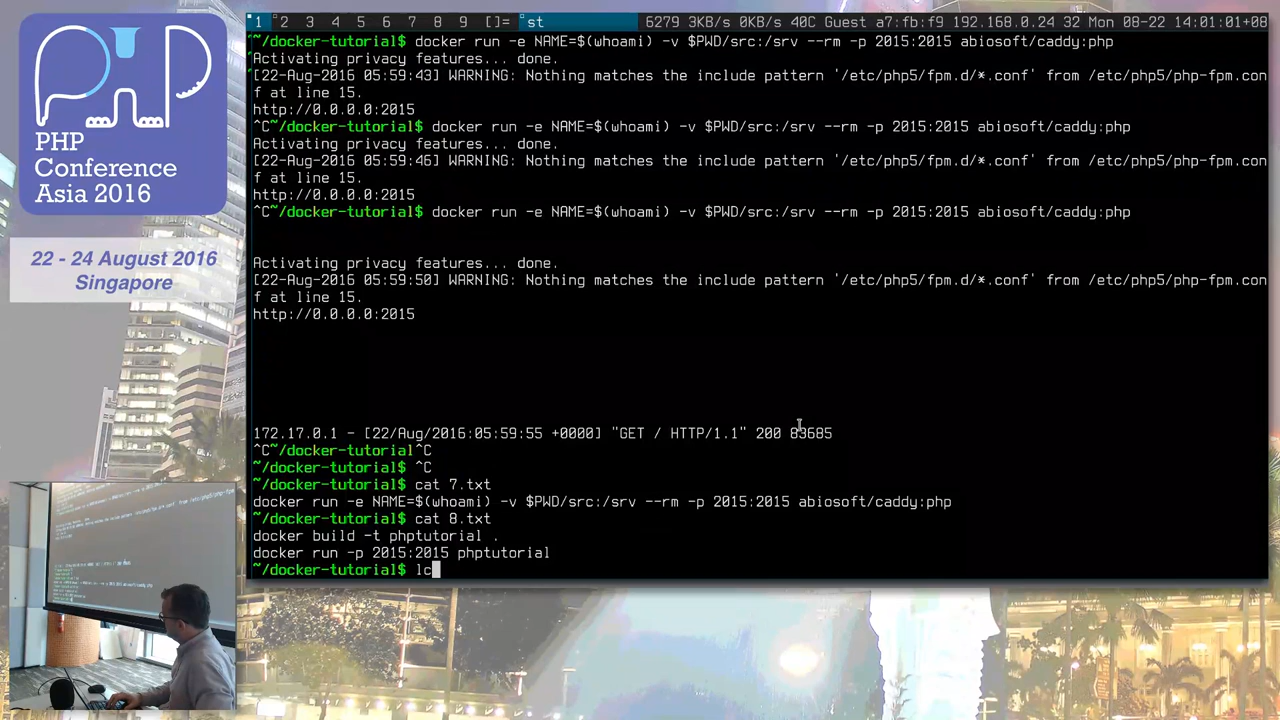 PHP
Conference
Asia 2016
22 - 24 August 2016
Singapore
1 2 3 4 5 6 7 8 9 []= st 6279 3KB/s 0KB/s 40C Guest a7:fb:f9 192.168.0.24 32 Mon 08-22 14:01:01+08
~/docker-tutorial$ docker run -e NAME=$(whoami) -v $PWD/src:/srv --rm -p 2015:2015 abiosoft/caddy:php
Activating privacy features... done.
[22-Aug-2016 05:59:43] WARNING: Nothing matches the include pattern '/etc/php5/fpm.d/*.conf' from /etc/php5/php-fpm.con
f at line 15.
http://0.0.0.0:2015
^C~/docker-tutorial$ docker run -e NAME=$(whoami) -v $PWD/src:/srv --rm -p 2015:2015 abiosoft/caddy:php
Activating privacy features... done.
[22-Aug-2016 05:59:46] WARNING: Nothing matches the include pattern '/etc/php5/fpm.d/*.conf' from /etc/php5/php-fpm.con
f at line 15.
http://0.0.0.0:2015
^C~/docker-tutorial$ docker run -e NAME=$(whoami) -v $PWD/src:/srv --rm -p 2015:2015 abiosoft/caddy:php
Activating privacy features... done.
[22-Aug-2016 05:59:50] WARNING: Nothing matches the include pattern '/etc/php5/fpm.d/*.conf' from /etc/php5/php-fpm.con
f at line 15.
http://0.0.0.0:2015
172.17.0.1 - [22/Aug/2016:05:59:55 +0000] "GET / HTTP/1.1" 200 83685
^C~/docker-tutorial^C
~/docker-tutorial$ ^C
~/docker-tutorial$ cat 7.txt
docker run -e NAME=$(whoami) -v $PWD/src:/srv --rm -p 2015:2015 abiosoft/caddy:php
~/docker-tutorial$ cat 8.txt
docker build -t phptutorial .
docker run -p 2015:2015 phptutorial
~/docker-tutorial$ lc